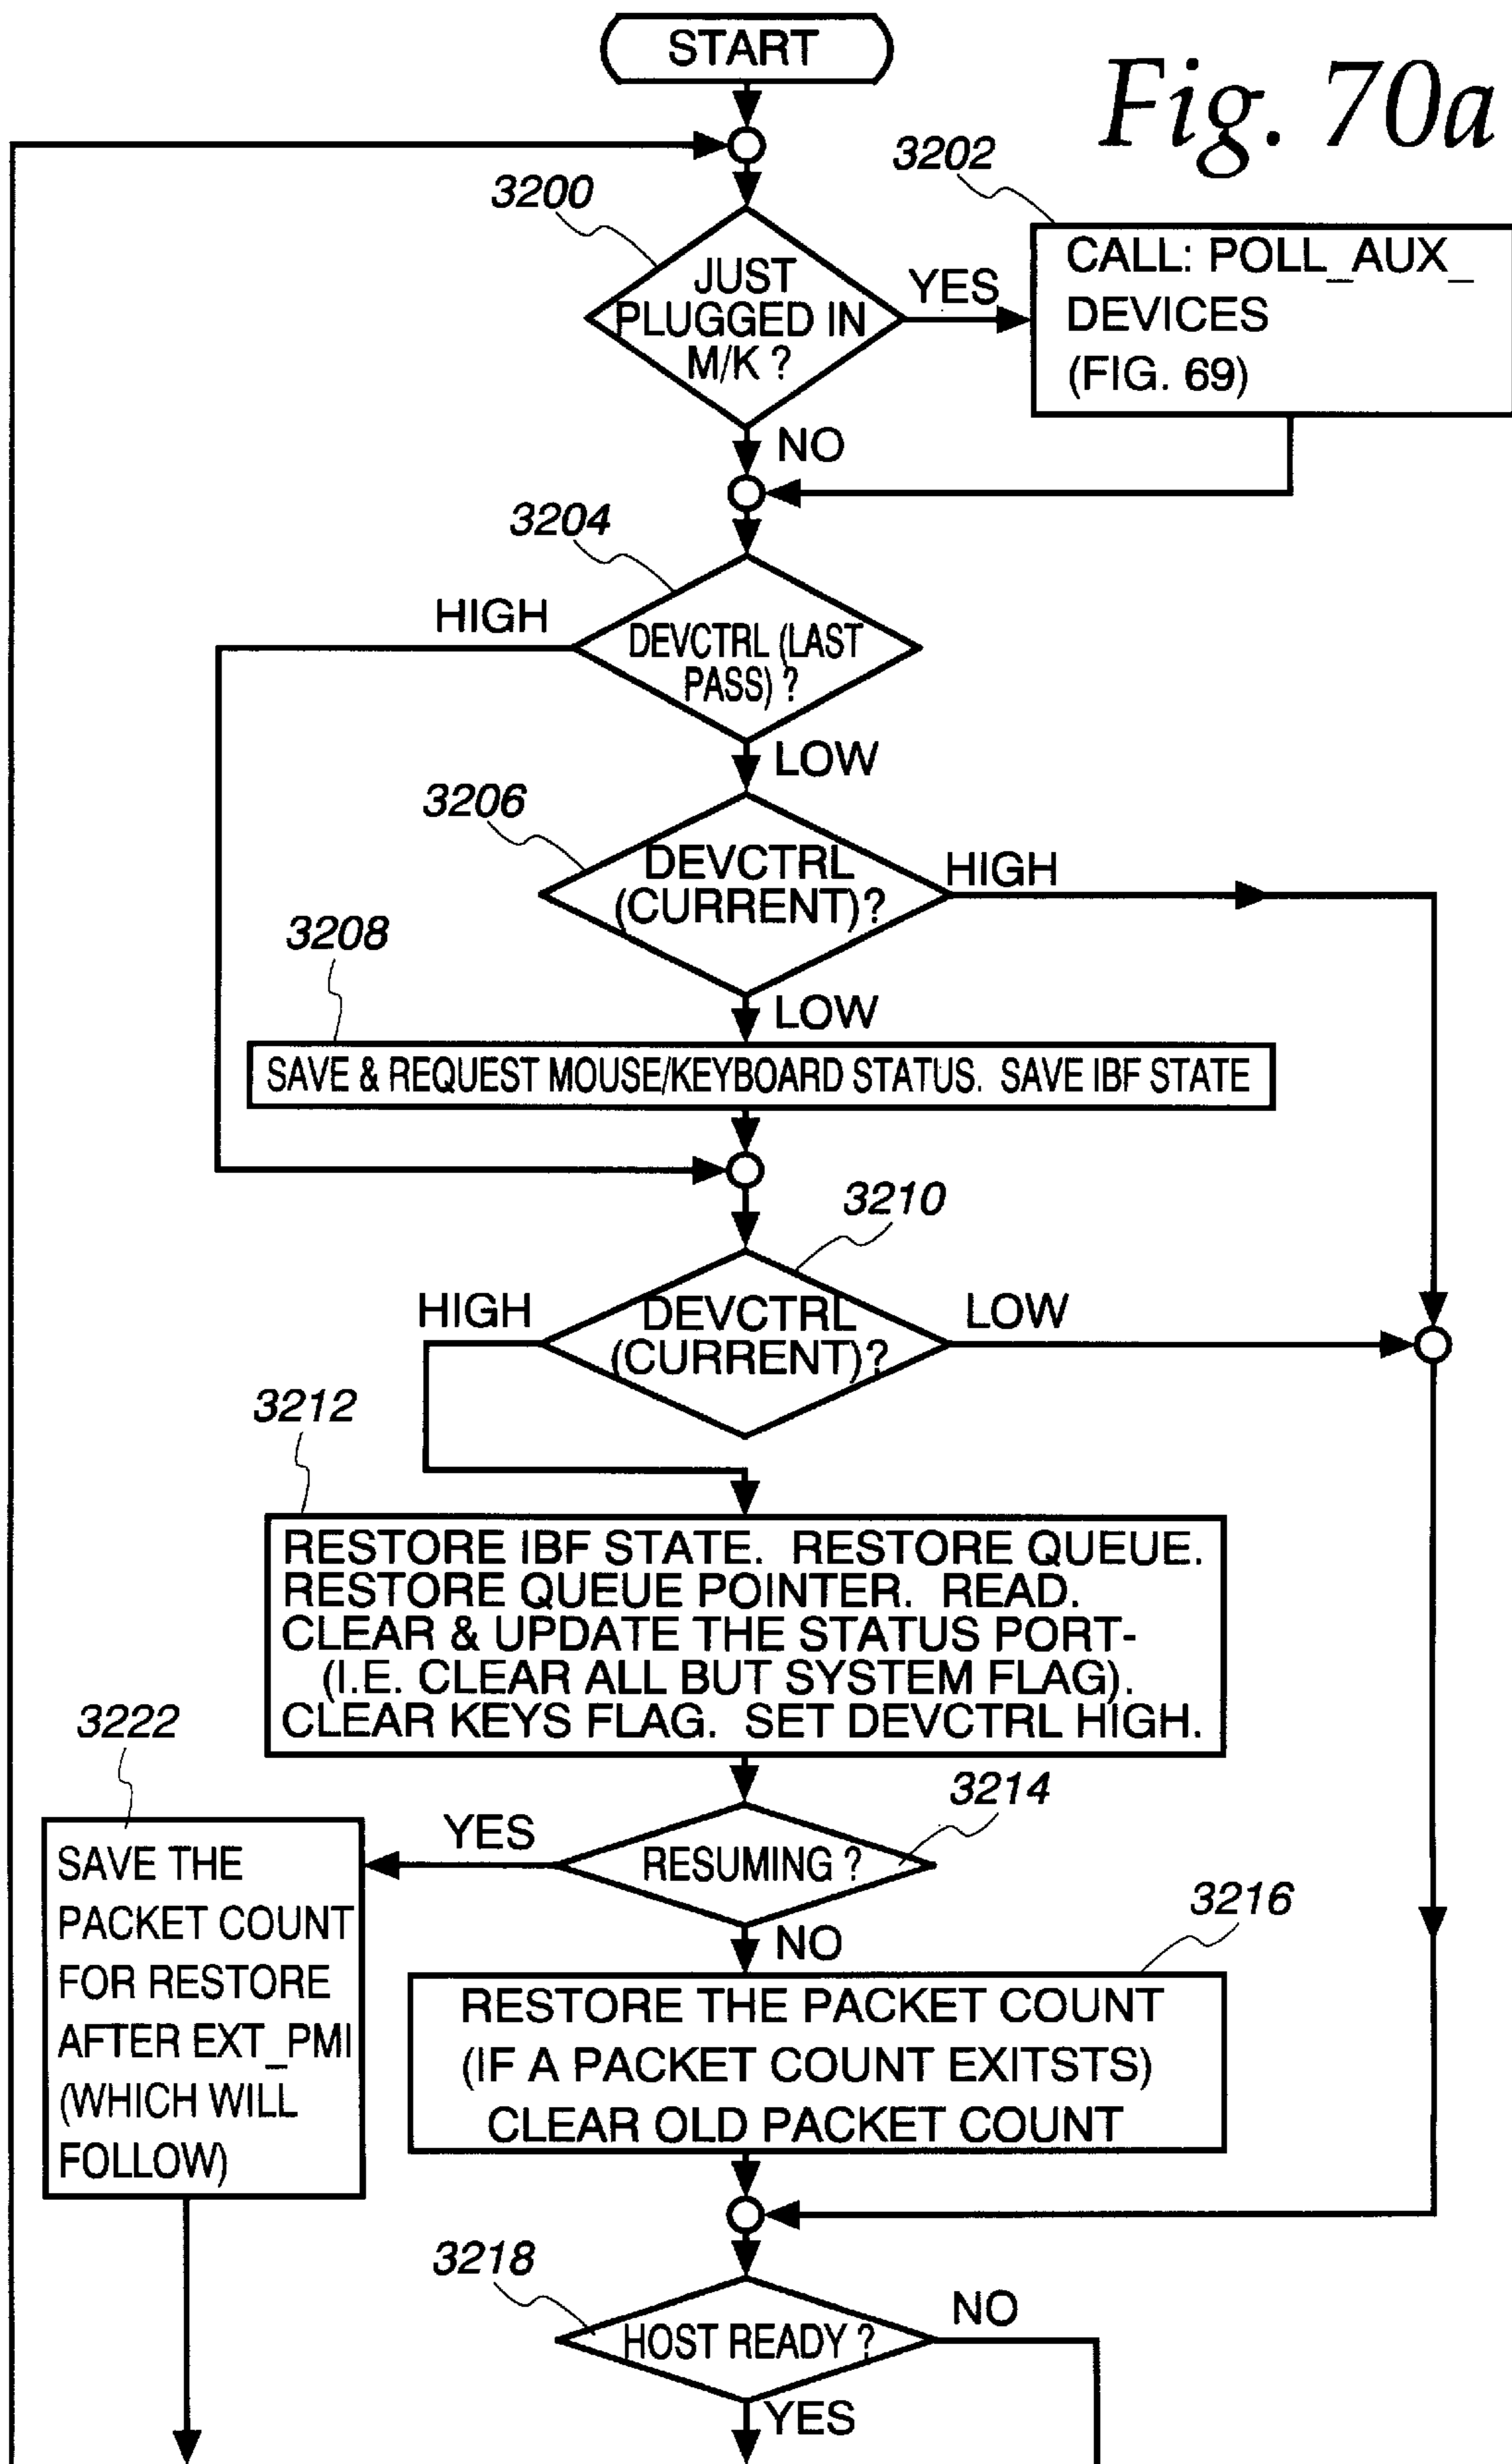 START
Fig. 70a
3200
3202
JUST
PLUGGED IN
M/K ?
YES
CALL: POLL_AUX_
DEVICES
(FIG. 69)
NO
3204
HIGH
DEVCTRL (LAST
PASS) ?
LOW
3206
DEVCTRL
(CURRENT)?
HIGH
3208
LOW
SAVE & REQUEST MOUSE/KEYBOARD STATUS. SAVE IBF STATE
3210
HIGH
DEVCTRL
(CURRENT)?
LOW
3212
RESTORE IBF STATE. RESTORE QUEUE.
RESTORE QUEUE POINTER. READ.
CLEAR & UPDATE THE STATUS PORT-
(I.E. CLEAR ALL BUT SYSTEM FLAG).
CLEAR KEYS FLAG. SET DEVCTRL HIGH.
3222
3214
YES
RESUMING ?
SAVE THE
PACKET COUNT
FOR RESTORE
AFTER EXT_PMI
(WHICH WILL
FOLLOW)
NO
3216
RESTORE THE PACKET COUNT
(IF A PACKET COUNT EXITSTS)
CLEAR OLD PACKET COUNT
3218
HOST READY ?
NO
YES